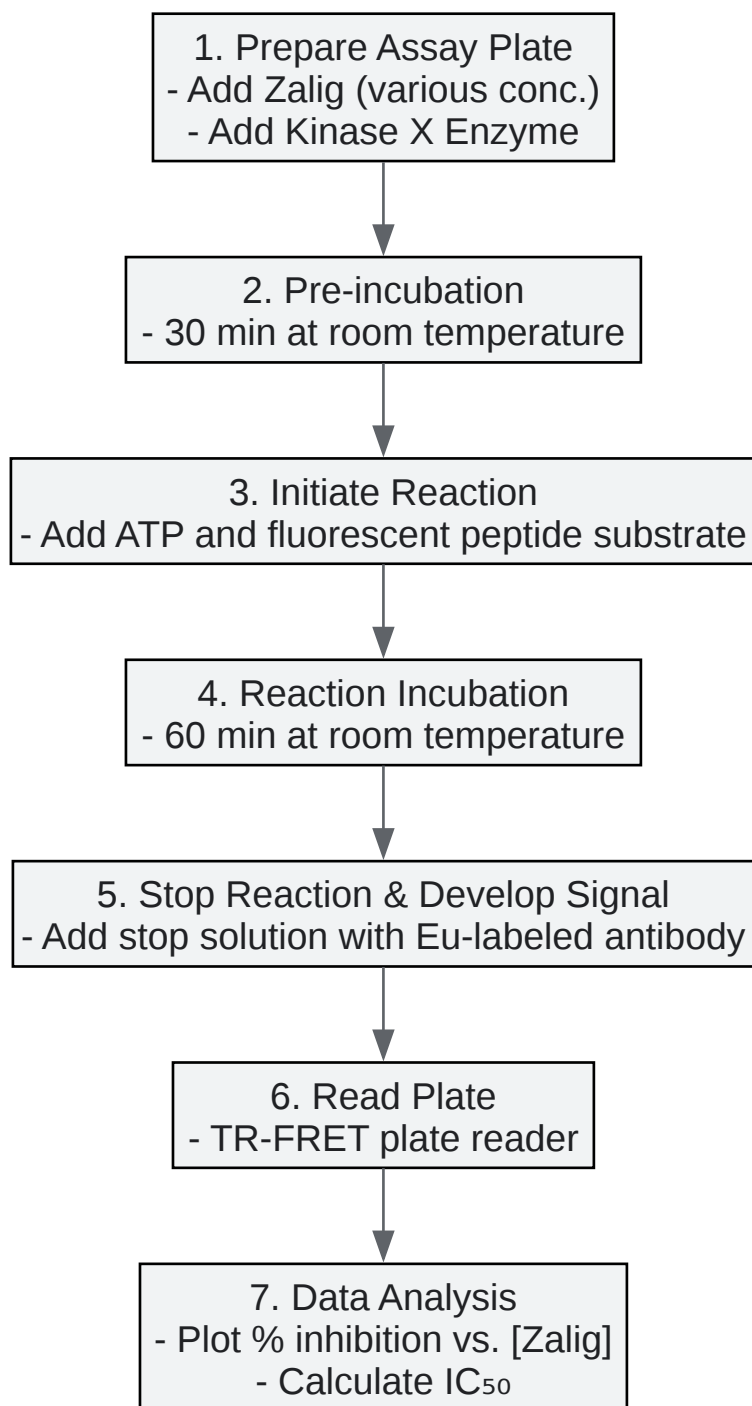 1. Prepare Assay Plate
- Add Zalig (various conc.)
- Add Kinase X Enzyme
2. Pre-incubation
- 30 min at room temperature
3. Initiate Reaction
- Add ATP and fluorescent peptide substrate
4. Reaction Incubation
- 60 min at room temperature
5. Stop Reaction & Develop Signal
- Add stop solution with Eu-labeled antibody
6. Read Plate
- TR-FRET plate reader
7. Data Analysis
- Plot % inhibition vs. [Zalig]
- Calculate IC₅₀